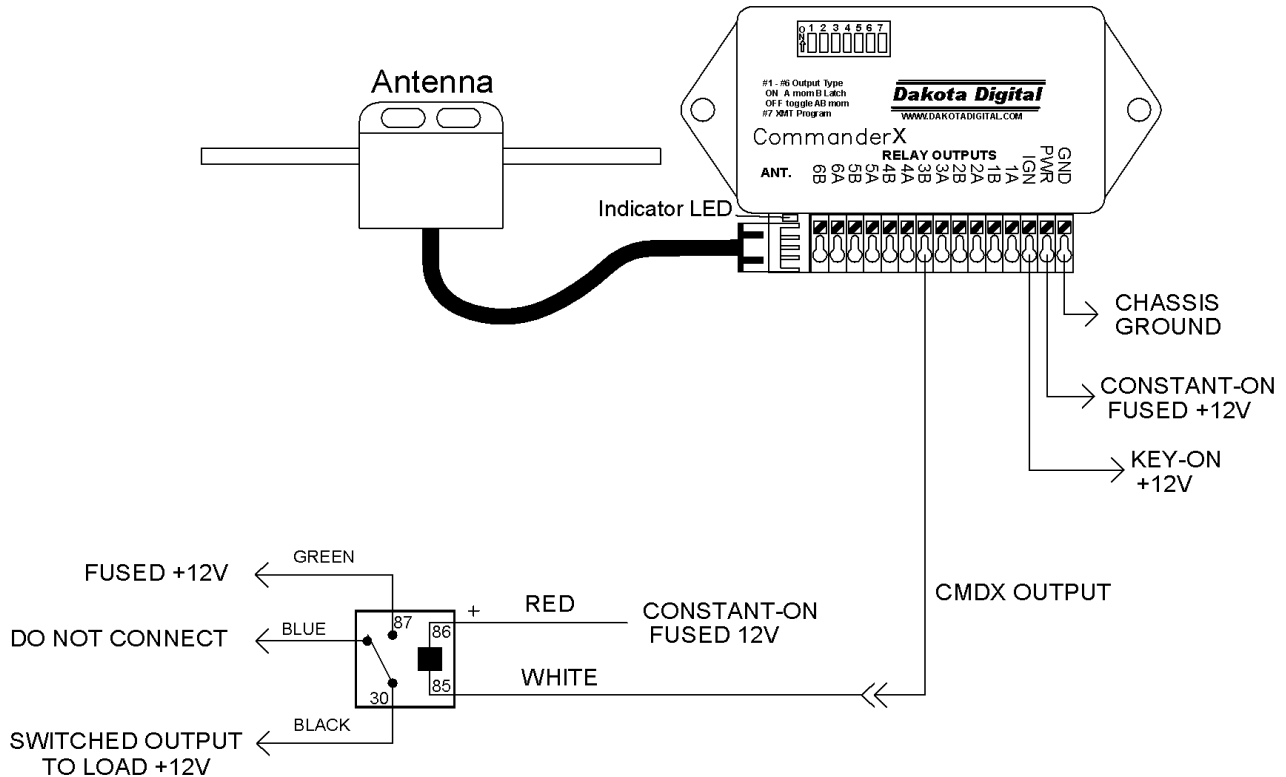 Antenna
O
N
1 2 3 4 5 6 7
#1 - #6 Output Type
ON A mom B Latch
OFF toggle AB mom
#7 XMT Program
Dakota Digital
WWW.DAKOTADIGITAL.COM
CommanderX
RELAY OUTPUTS
ANT.
6B
6A
5B
5A
4B
4A
3B
3A
2B
2A
1B
1A
IGN
PWR
GND
Indicator LED
CHASSIS
GROUND
CONSTANT-ON
FUSED +12V
KEY-ON
+12V
CMDX OUTPUT
FUSED +12V
GREEN
DO NOT CONNECT
BLUE
SWITCHED OUTPUT
TO LOAD +12V
BLACK
87
86
85
30
+
RED
CONSTANT-ON
FUSED 12V
WHITE